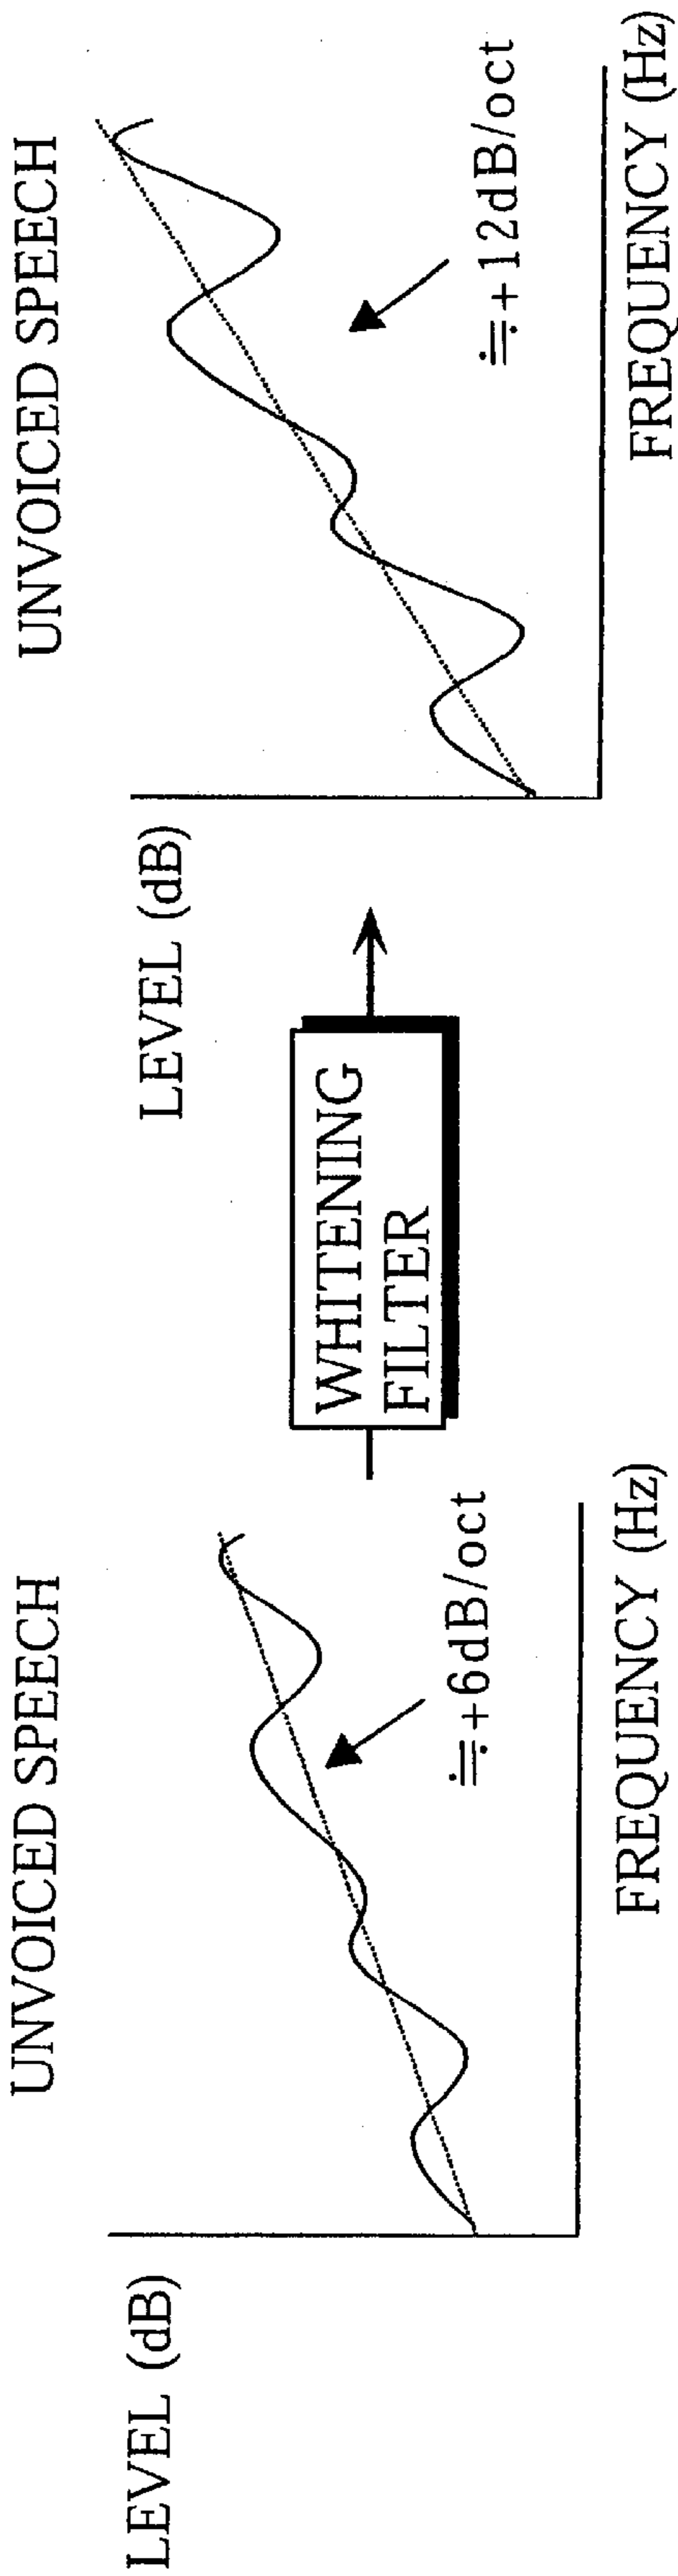 UNVOICED SPEECH
LEVEL (dB)
≒+6dB/oct
FREQUENCY (Hz)
WHITENING
FILTER
UNVOICED SPEECH
LEVEL (dB)
≒+12dB/oct
FREQUENCY (Hz)